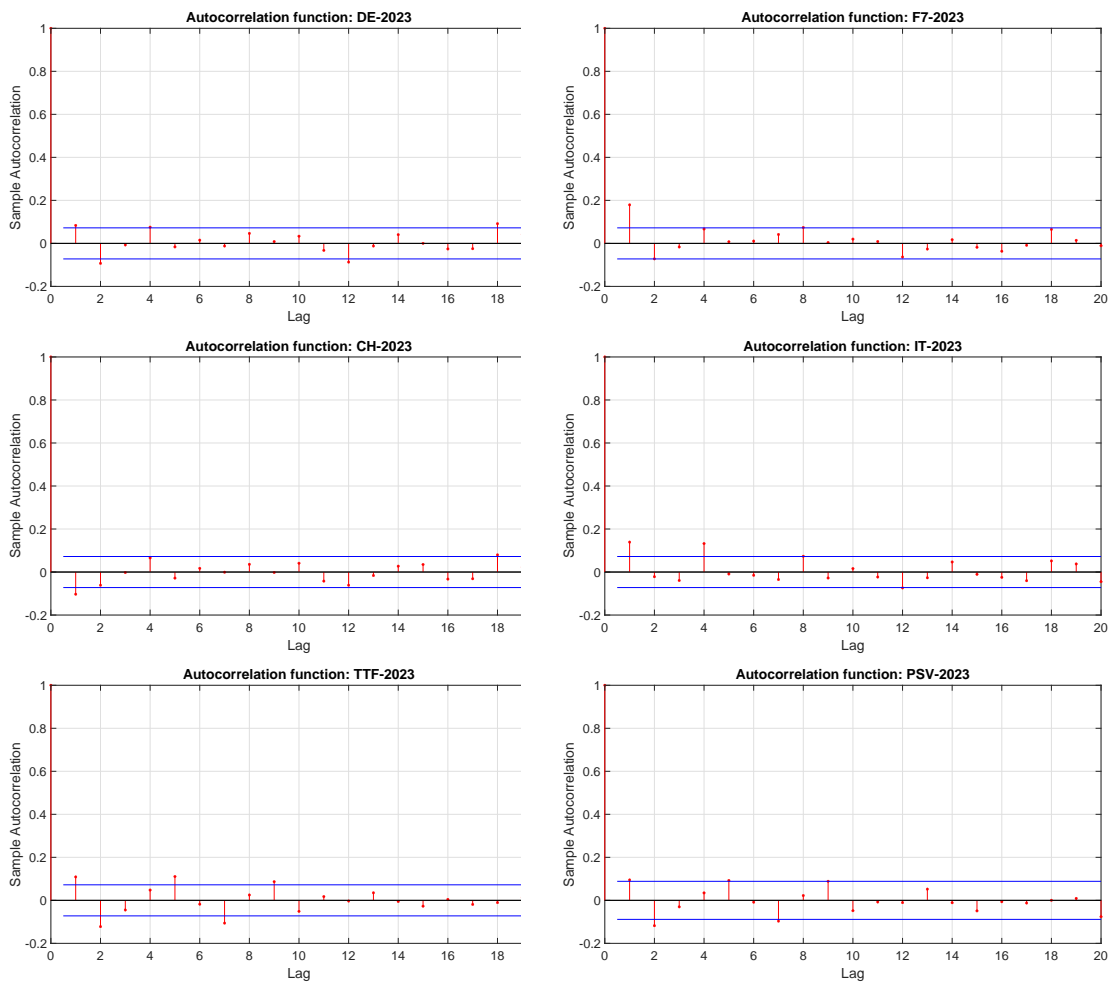 Autocorrelation function: DE-2023
Sample Autocorrelation
1
0.8
0.6
0.4
0.2
0
-0.2
0 2 4 6 8 10 12 14 16 18
Lag
Autocorrelation function: F7-2023
Sample Autocorrelation
1
0.8
0.6
0.4
0.2
0
-0.2
0 2 4 6 8 10 12 14 16 18 20
Lag
Autocorrelation function: CH-2023
Sample Autocorrelation
1
0.8
0.6
0.4
0.2
0
-0.2
0 2 4 6 8 10 12 14 16 18
Lag
Autocorrelation function: IT-2023
Sample Autocorrelation
1
0.8
0.6
0.4
0.2
0
-0.2
0 2 4 6 8 10 12 14 16 18 20
Lag
Autocorrelation function: TTF-2023
Sample Autocorrelation
1
0.8
0.6
0.4
0.2
0
-0.2
0 2 4 6 8 10 12 14 16 18
Lag
Autocorrelation function: PSV-2023
Sample Autocorrelation
1
0.8
0.6
0.4
0.2
0
-0.2
0 2 4 6 8 10 12 14 16 18 20
Lag